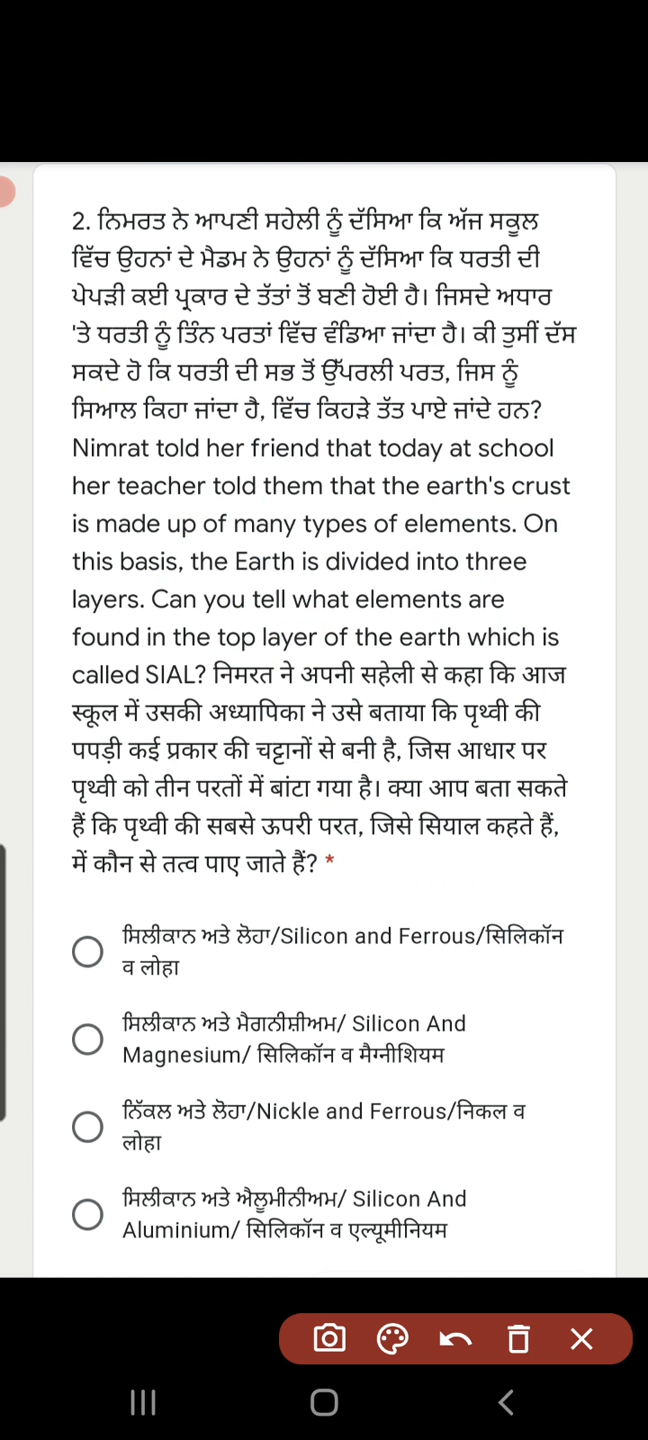 2. ਨਿਮਰਤ ਨੇ ਆਪਣੀ ਸਹੇਲੀ ਨੂੰ ਦੱਸਿਆ ਕਿ ਅੱਜ ਸਕੂਲ
ਵਿੱਚ ਉਹਨਾਂ ਦੇ ਮੈਡਮ ਨੇ ਉਹਨਾਂ ਨੂੰ ਦੱਸਿਆ ਕਿ ਧਰਤੀ ਦੀ
ਪੇਪੜੀ ਕਈ ਪ੍ਰਕਾਰ ਦੇ ਤੱਤਾਂ ਤੋਂ ਬਣੀ ਹੋਈ ਹੈ। ਜਿਸਦੇ ਅਧਾਰ
'ਤੇ ਧਰਤੀ ਨੂੰ ਤਿੰਨ ਪਰਤਾਂ ਵਿੱਚ ਵੰਡਿਆ ਜਾਂਦਾ ਹੈ। ਕੀ ਤੁਸੀਂ ਦੱਸ
ਸਕਦੇ ਹੋ ਕਿ ਧਰਤੀ ਦੀ ਸਭ ਤੋਂ ਉੱਪਰਲੀ ਪਰਤ, ਜਿਸ ਨੂੰ
ਸਿਆਲ ਕਿਹਾ ਜਾਂਦਾ ਹੈ, ਵਿੱਚ ਕਿਹੜੇ ਤੱਤ ਪਾਏ ਜਾਂਦੇ ਹਨ?
Nimrat told her friend that today at school
her teacher told them that the earth's crust
is made up of many types of elements. On
this basis, the Earth is divided into three
layers. Can you tell what elements are
found in the top layer of the earth which is
called SIAL? निमरत ने अपनी सहेली से कहा कि आज
स्कूल में उसकी अध्यापिका ने उसे बताया कि पृथ्वी की
पपड़ी कई प्रकार की चट्टानों से बनी है, जिस आधार पर
पृथ्वी को तीन परतों में बांटा गया है। क्या आप बता सकते
हैं कि पृथ्वी की सबसे ऊपरी परत, जिसे सियाल कहते हैं,
में कौन से तत्व पाए जाते हैं? *
ਸਿਲੀਕਾਨ ਅਤੇ ਲੋਹਾ/Silicon and Ferrous/सिलिकॉन
व लोहा
ਸਿਲੀਕਾਨ ਅਤੇ ਮੈਗਨੀਸ਼ੀਅਮ/ Silicon And
Magnesium/ सिलिकॉन व मैग्नीशियम
ਨਿੱਕਲ ਅਤੇ ਲੋਹਾ/Nickle and Ferrous/निकल व
लोहा
ਸਿਲੀਕਾਨ ਅਤੇ ਐਲੂਮੀਨੀਅਮ/ Silicon And
Aluminium/ सिलिकॉन व एल्यूमीनियम